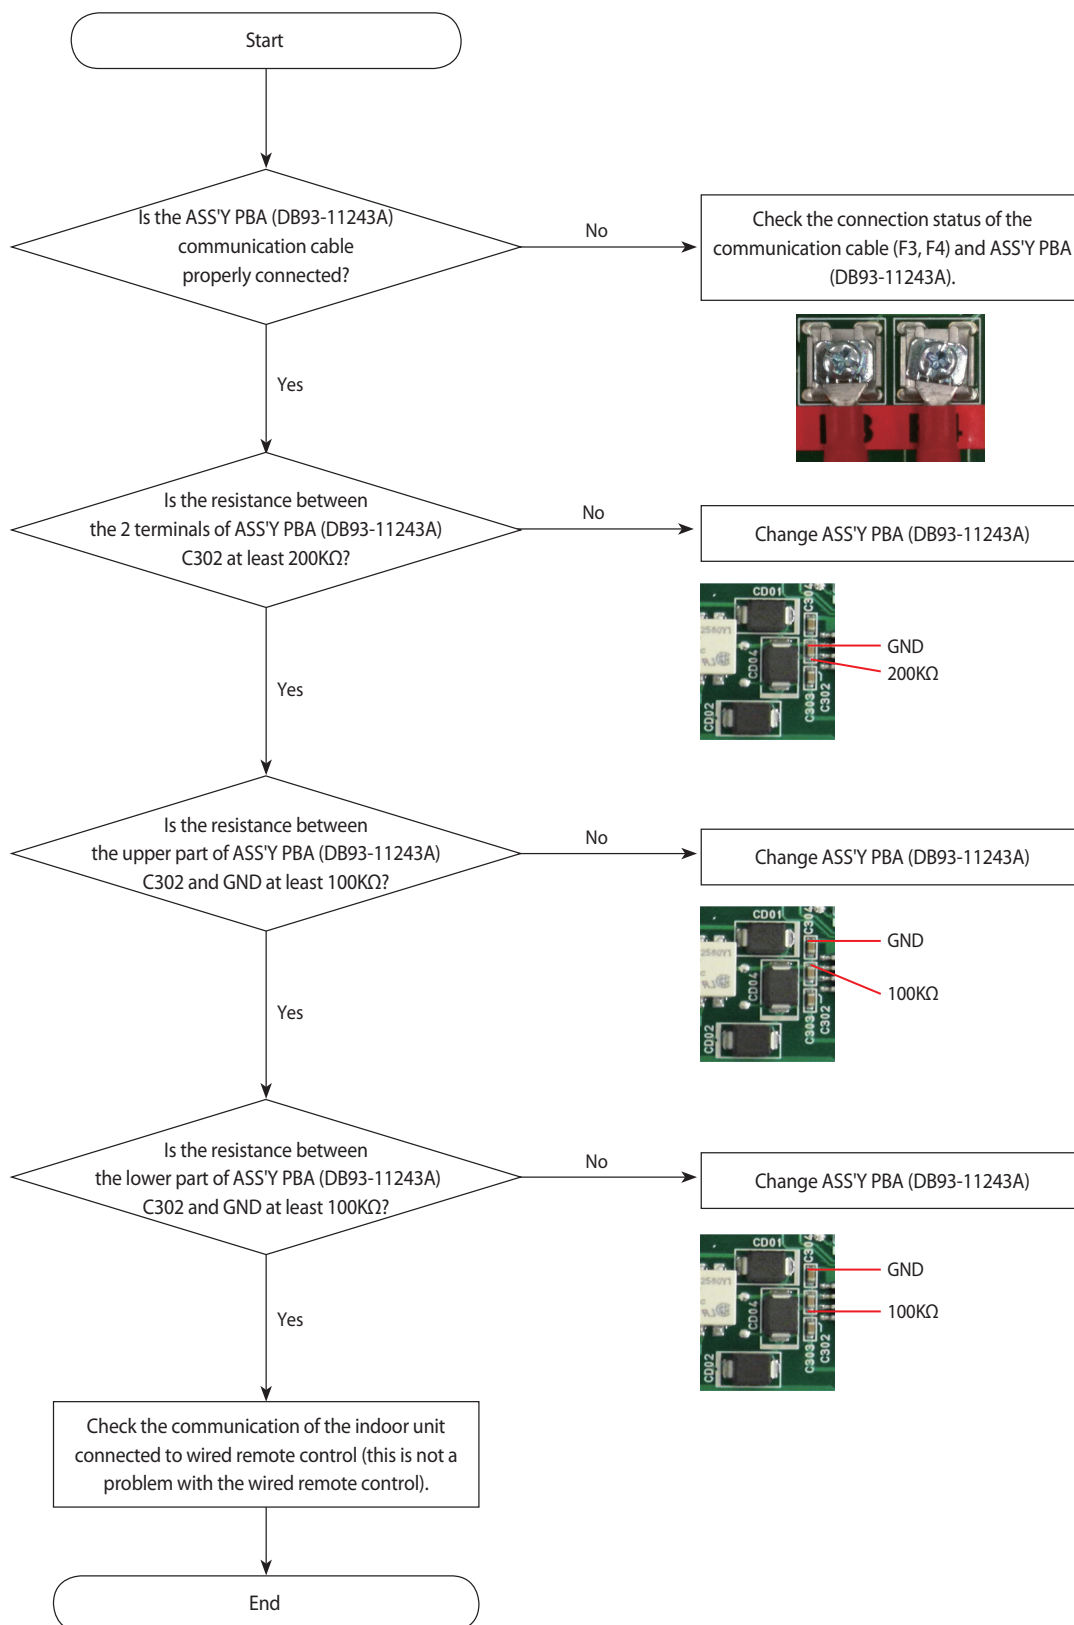 Start
Is the ASS'Y PBA (DB93-11243A)
communication cable
properly connected?
No
Check the connection status of the
communication cable (F3, F4) and ASS'Y PBA
(DB93-11243A).
Yes
Is the resistance between
the 2 terminals of ASS'Y PBA (DB93-11243A)
C302 at least 200KΩ?
No
Change ASS'Y PBA (DB93-11243A)
CD01
C304
2580Y1
CD04
CD02
C303
C302
GND
200KΩ
Yes
Is the resistance between
the upper part of ASS'Y PBA (DB93-11243A)
C302 and GND at least 100KΩ?
No
Change ASS'Y PBA (DB93-11243A)
CD01
C304
2580Y1
CD04
CD02
C303
C302
GND
100KΩ
Yes
Is the resistance between
the lower part of ASS'Y PBA (DB93-11243A)
C302 and GND at least 100KΩ?
No
Change ASS'Y PBA (DB93-11243A)
CD01
C304
2580Y1
CD04
CD02
C303
C302
GND
100KΩ
Yes
Check the communication of the indoor unit
connected to wired remote control (this is not a
problem with the wired remote control).
End